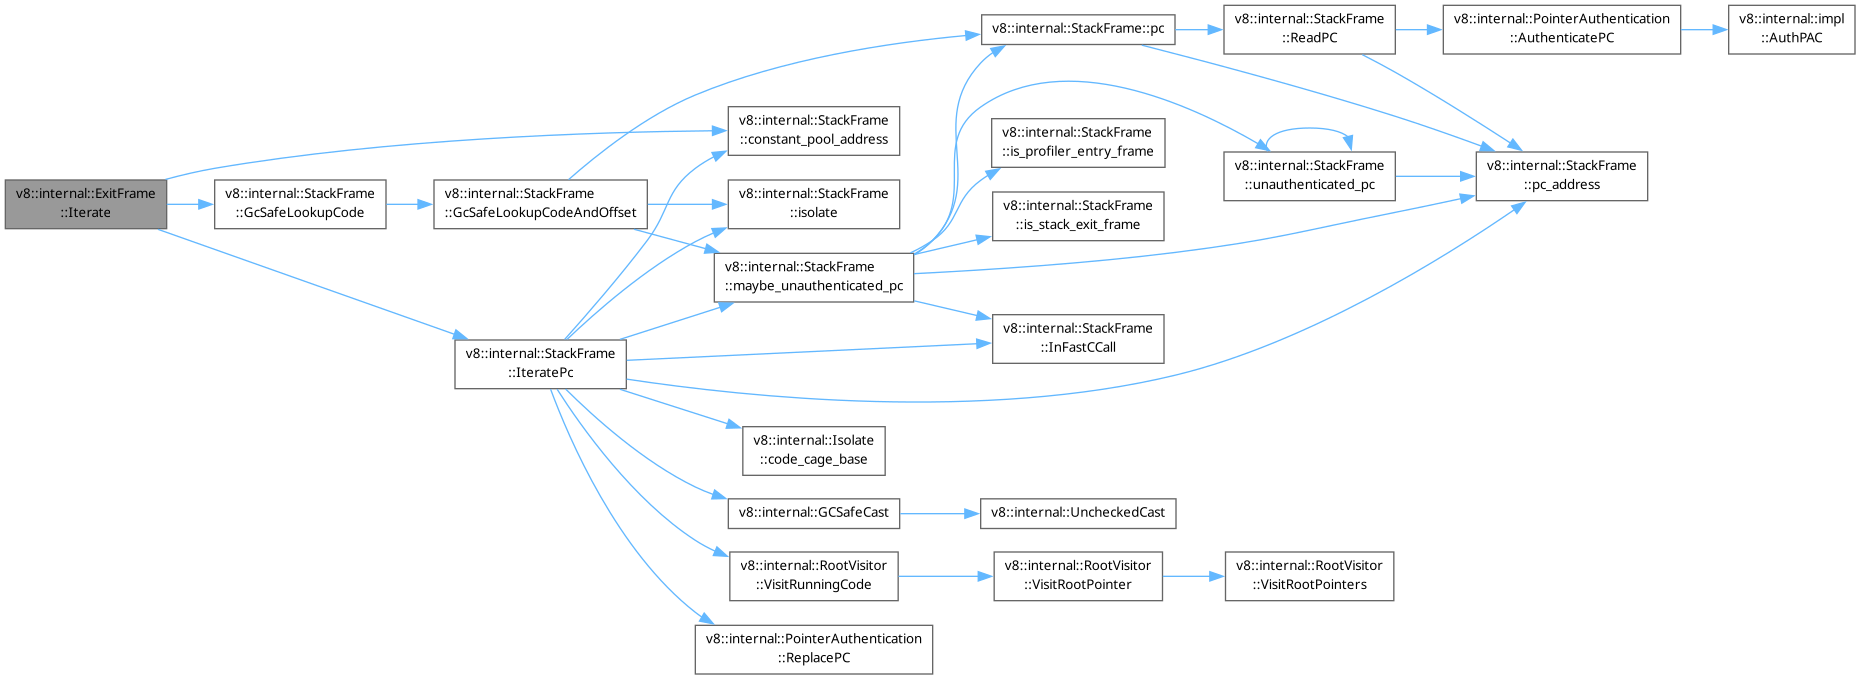 v8::internal::ExitFrame
::Iterate
v8::internal::StackFrame
::GcSafeLookupCode
v8::internal::StackFrame
::GcSafeLookupCodeAndOffset
v8::internal::StackFrame
::IteratePc
v8::internal::StackFrame
::constant_pool_address
v8::internal::StackFrame
::isolate
v8::internal::StackFrame
::maybe_unauthenticated_pc
v8::internal::Isolate
::code_cage_base
v8::internal::GCSafeCast
v8::internal::RootVisitor
::VisitRunningCode
v8::internal::PointerAuthentication
::ReplacePC
v8::internal::StackFrame::pc
v8::internal::StackFrame
::is_profiler_entry_frame
v8::internal::StackFrame
::is_stack_exit_frame
v8::internal::StackFrame
::InFastCCall
v8::internal::UncheckedCast
v8::internal::RootVisitor
::VisitRootPointer
v8::internal::StackFrame
::ReadPC
v8::internal::StackFrame
::unauthenticated_pc
v8::internal::RootVisitor
::VisitRootPointers
v8::internal::PointerAuthentication
::AuthenticatePC
v8::internal::StackFrame
::pc_address
v8::internal::impl
::AuthPAC